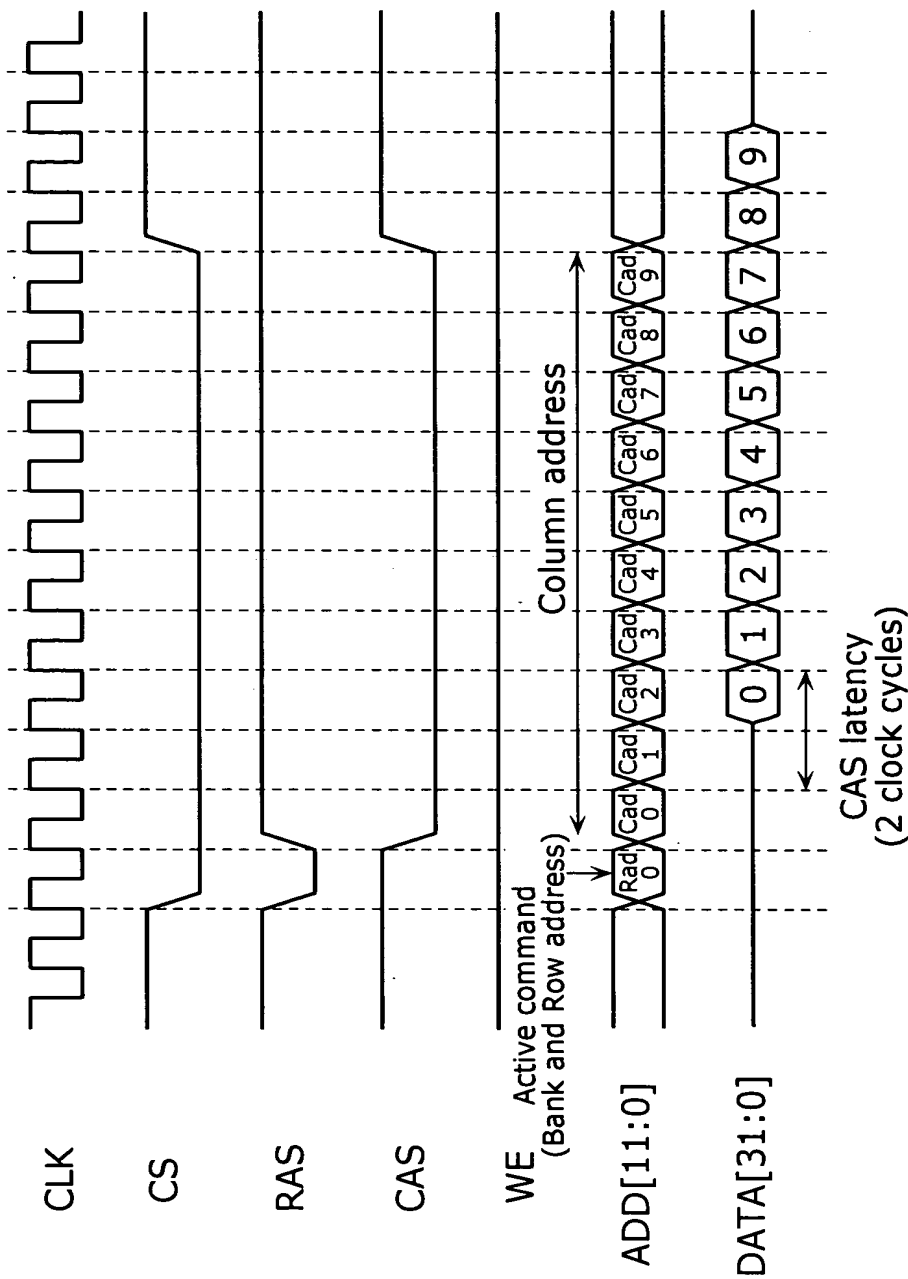 CLK
CS
RAS
CAS
WE
Active command
(Bank and Row address)
Column address
ADD[11:0]
Rad 0
Cad 0
Cad 1
Cad 2
Cad 3
Cad 4
Cad 5
Cad 6
Cad 7
Cad 8
Cad 9
DATA[31:0]
0
1
2
3
4
5
6
7
8
9
CAS latency
(2 clock cycles)